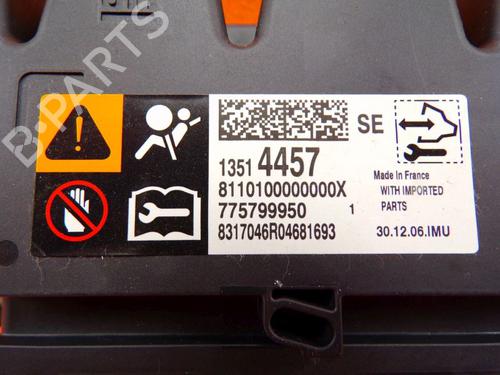 SE
1351 4457
8110100000000X
775799950 1
8317046R04681693
Made in France
WITH IMPORTED
PARTS
30.12.06.IMU
B-PARTS